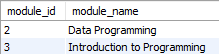 module_id module_name
2 Data Programming
3 Introduction to Programming